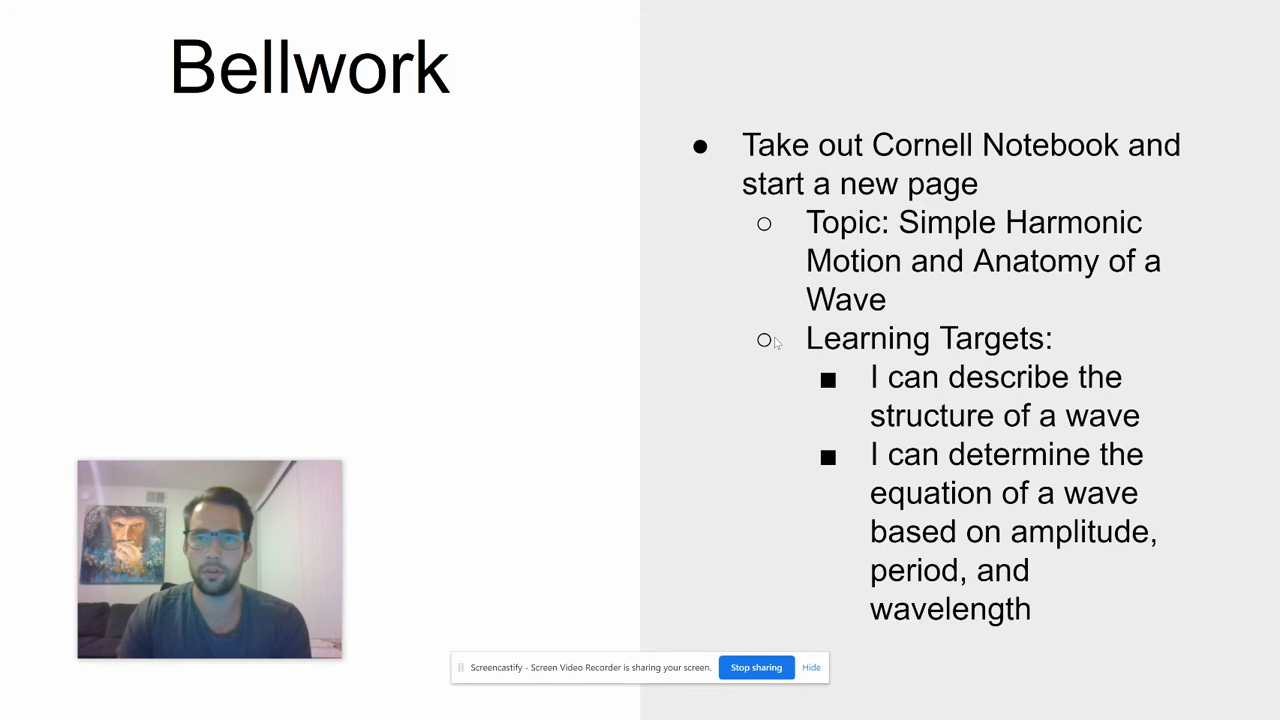 Bellwork
● Take out Cornell Notebook and
start a new page
○ Topic: Simple Harmonic
Motion and Anatomy of a
Wave
○ Learning Targets:
■ I can describe the
structure of a wave
■ I can determine the
equation of a wave
based on amplitude,
period, and
wavelength
Screencastify - Screen Video Recorder is sharing your screen. Stop sharing Hide